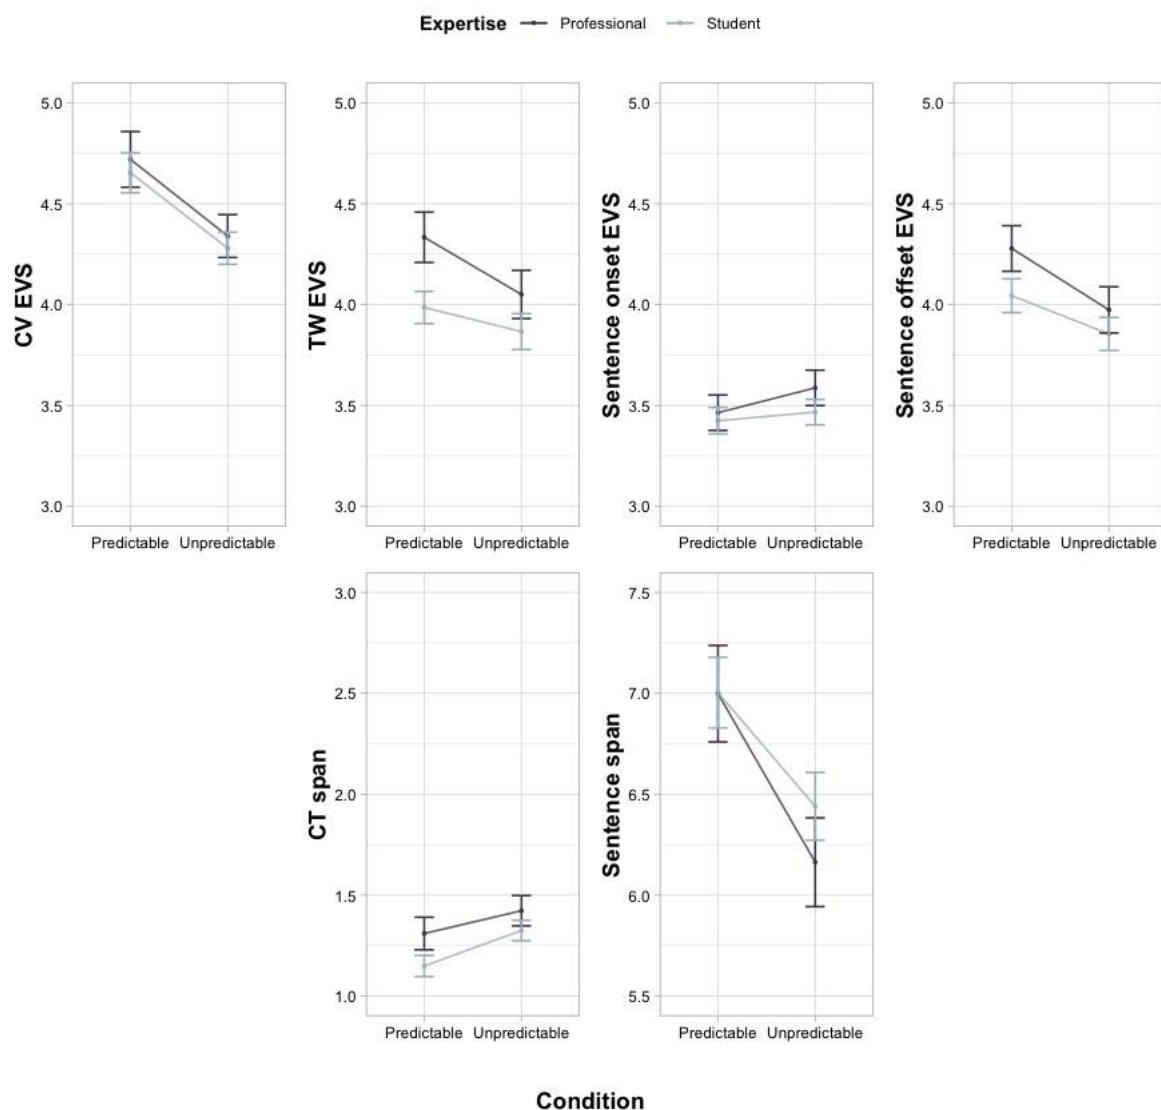 Expertise Professional Student
CV EVS
5.0
4.5
4.0
3.5
3.0
Predictable Unpredictable
TW EVS
5.0
4.5
4.0
3.5
3.0
Predictable Unpredictable
Sentence onset EVS
5.0
4.5
4.0
3.5
3.0
Predictable Unpredictable
Sentence offset EVS
5.0
4.5
4.0
3.5
3.0
Predictable Unpredictable
CT span
3.0
2.5
2.0
1.5
1.0
Predictable Unpredictable
Sentence span
7.5
7.0
6.5
6.0
5.5
Predictable Unpredictable
Condition